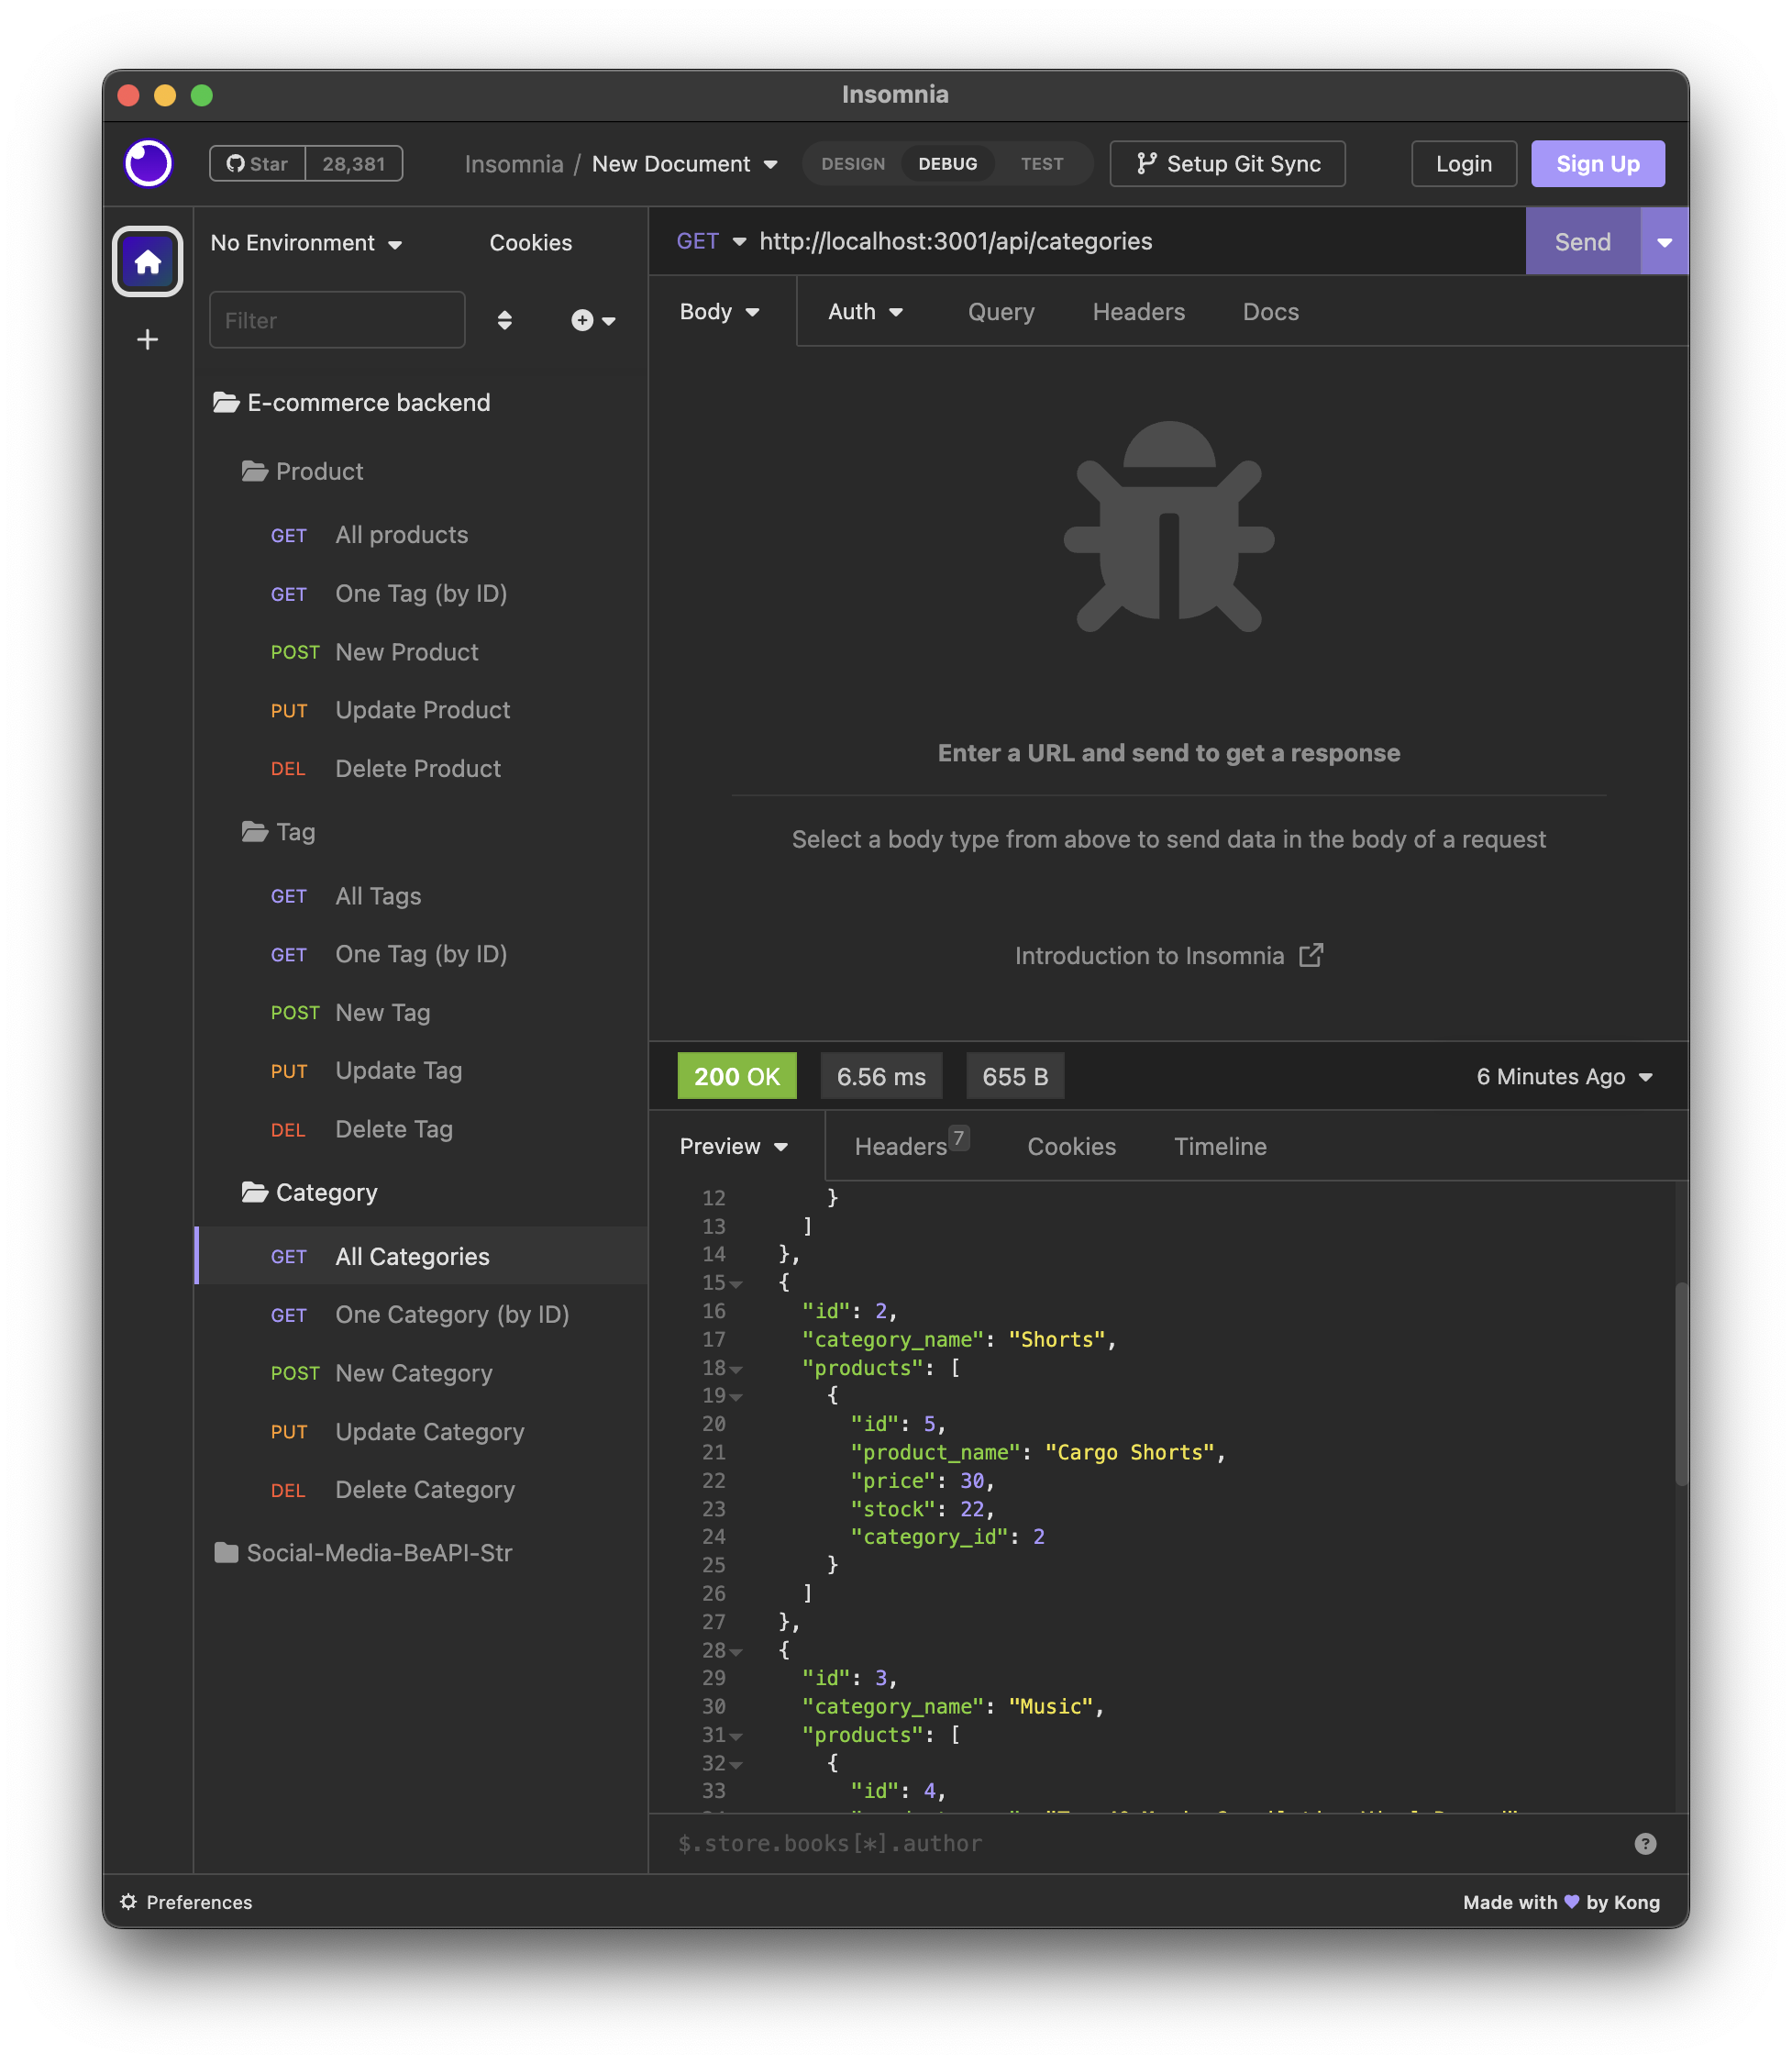 Insomnia
Star 28,381
Insomnia / New Document
DESIGN DEBUG TEST
Setup Git Sync
Login
Sign Up
No Environment
Cookies
Filter
E-commerce backend
Product
GET All products
GET One Tag (by ID)
POST New Product
PUT Update Product
DEL Delete Product
Tag
GET All Tags
GET One Tag (by ID)
POST New Tag
PUT Update Tag
DEL Delete Tag
Category
GET All Categories
GET One Category (by ID)
POST New Category
PUT Update Category
DEL Delete Category
Social-Media-BeAPI-Str
GET http://localhost:3001/api/categories
Send
Body Auth Query Headers Docs
Enter a URL and send to get a response
Select a body type from above to send data in the body of a request
Introduction to Insomnia
200 OK 6.56 ms 655 B 6 Minutes Ago
Preview Headers 7 Cookies Timeline
12 }
13 ]
14 },
15 {
16 "id": 2,
17 "category_name": "Shorts",
18 "products": [
19 {
20 "id": 5,
21 "product_name": "Cargo Shorts",
22 "price": 30,
23 "stock": 22,
24 "category_id": 2
25 }
26 ]
27 },
28 {
29 "id": 3,
30 "category_name": "Music",
31 "products": [
32 {
33 "id": 4,
$.store.books[*].author
?
Preferences
Made with by Kong